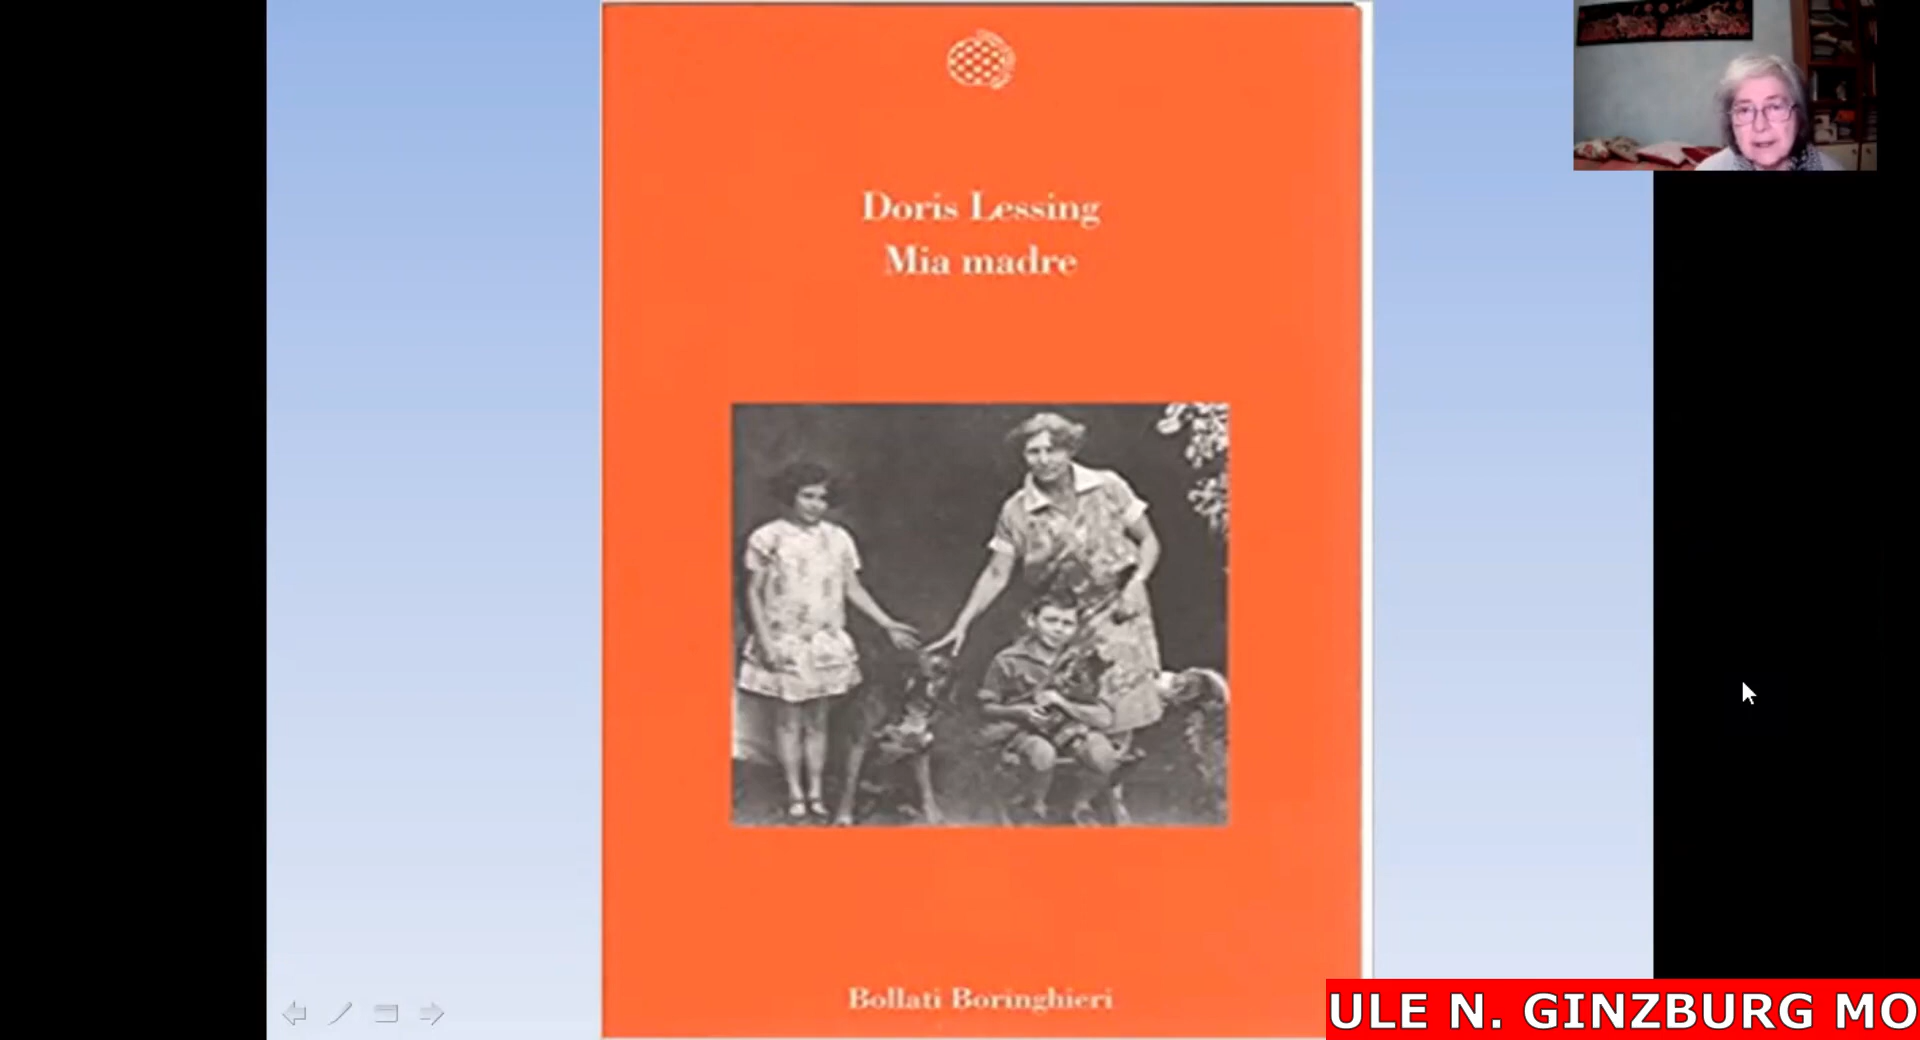 Doris Lessing
Mia madre
Bollati Boringhieri
ULE N. GINZBURG MO